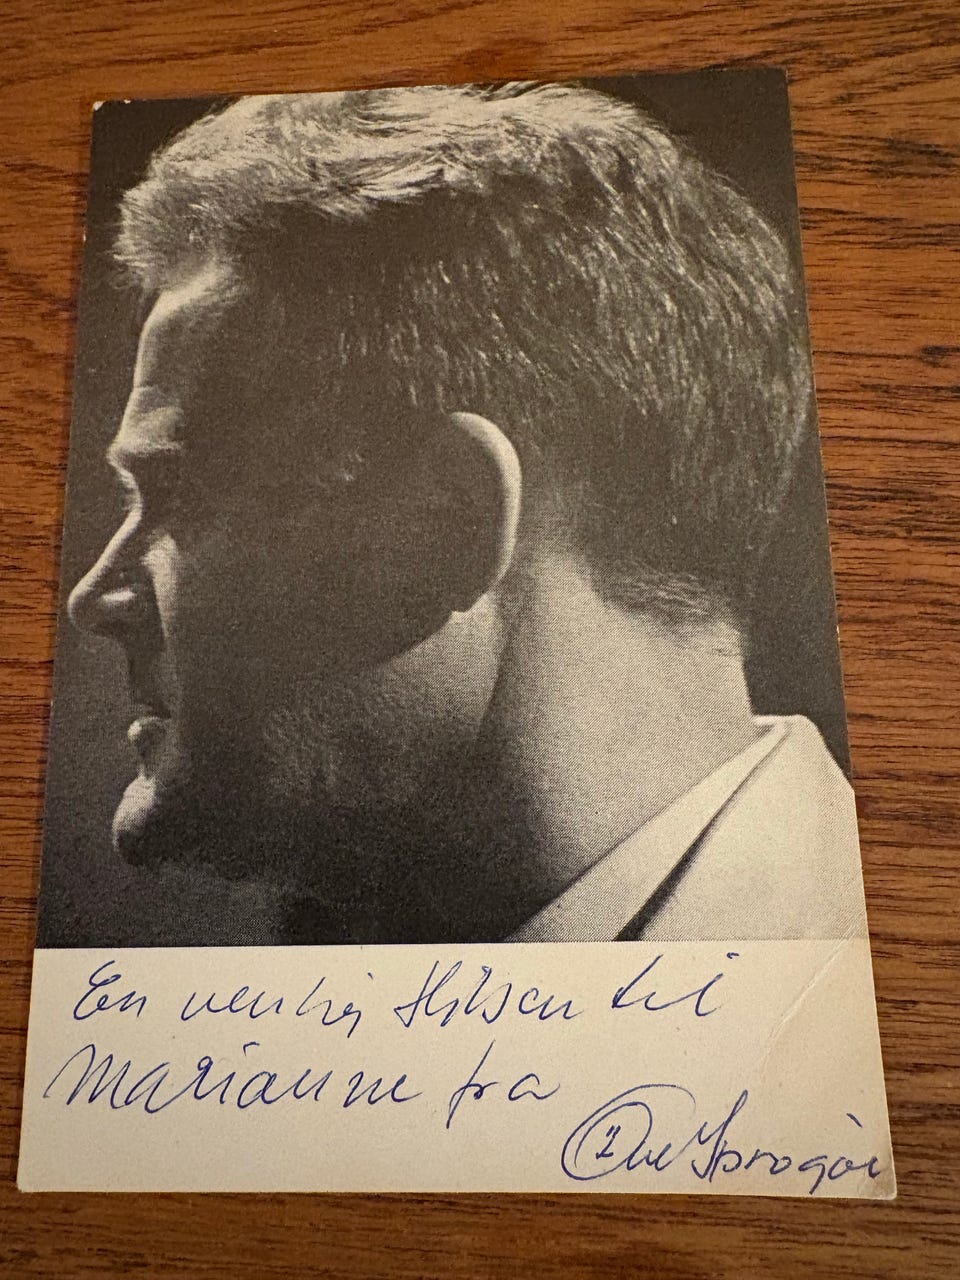 En venlig Hilsen til
Marianne fra
Ove Sprogøe